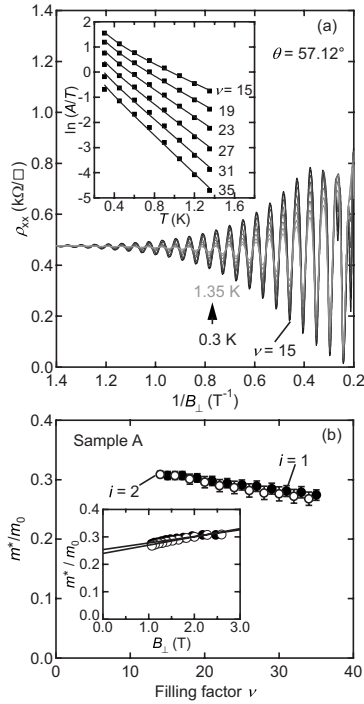 (a)
θ = 57.12°
ln (A/T)
2
1
0
-1
-2
-3
-4
-5
ν = 15
19
23
27
31
35
0.4
0.8
1.2
1.6
T (K)
ρxx (kΩ/□)
1.0
0.8
0.6
0.4
0.2
0.0
1.35 K
0.3 K
ν = 15
1.4
1.2
1.0
0.8
0.6
0.4
0.2
1/B⊥ (T-1)
Sample A
(b)
m*/m0
0.4
0.3
0.2
0.1
0.0
i = 2
i = 1
m* / m0
0.4
0.3
0.2
0.1
0.0
0.0
1.0
2.0
3.0
B⊥ (T)
0
10
20
30
40
Filling factor ν